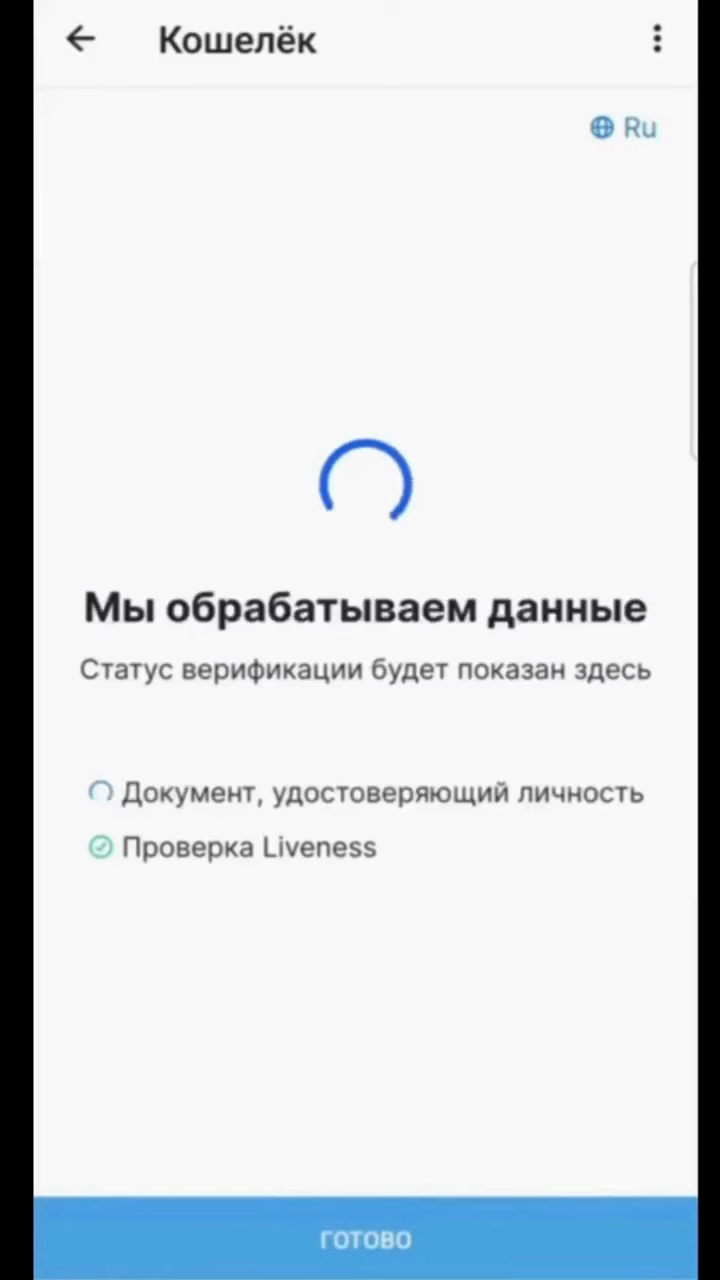 Кошелёк
Ru
Мы обрабатываем данные
Статус верификации будет показан здесь
Документ, удостоверяющий личность
Проверка Liveness
ГОТОВО